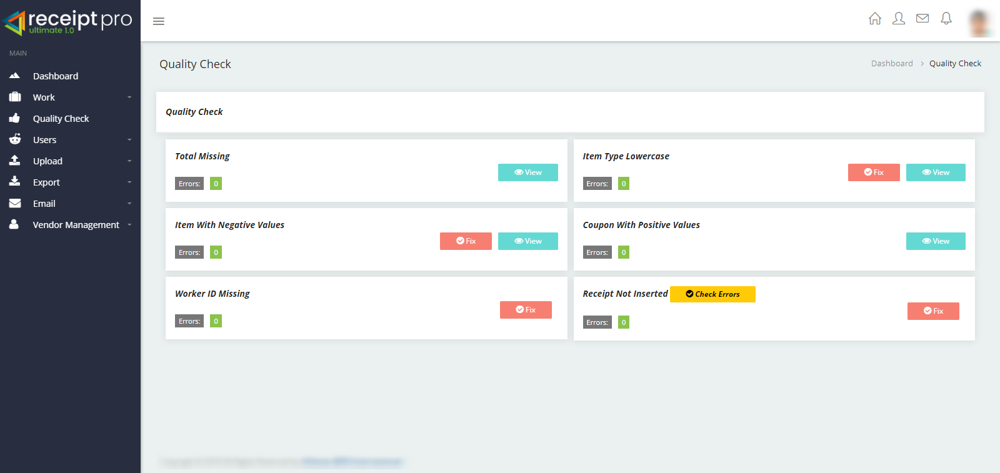 receipt pro
ultimate 1.0
MAIN
Dashboard
Work
Quality Check
Users
Upload
Export
Email
Vendor Management
Quality Check
Dashboard > Quality Check
Quality Check
Total Missing
View
Errors: 0
Item Type Lowercase
Fix View
Errors: 0
Item With Negative Values
Fix View
Errors: 0
Coupon With Positive Values
View
Errors: 0
Worker ID Missing
Fix
Errors: 0
Receipt Not Inserted Check Errors
Fix
Errors: 0